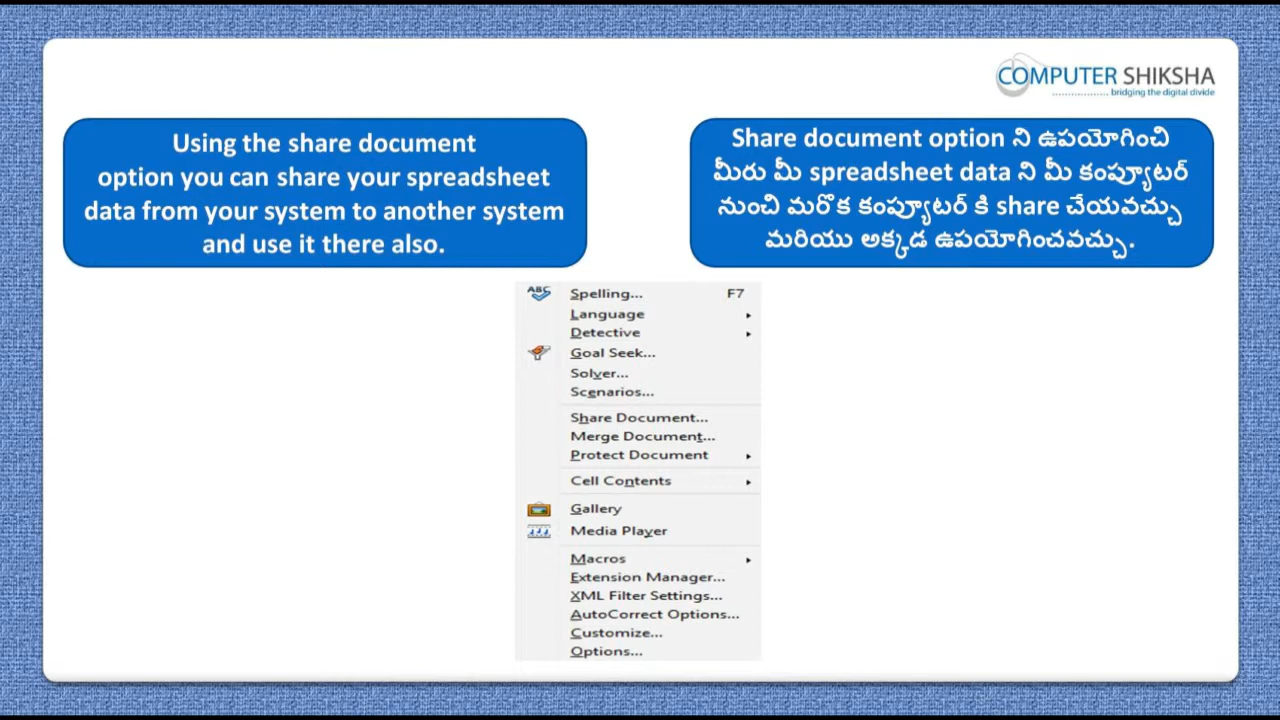 COMPUTER SHIKSHA
.................. bridging the digital divide
Using the share document
option you can share your spreadsheet
data from your system to another system
and use it there also.
Share document option ని ఉపయోగించి
మీరు మీ spreadsheet data ని మీ కంప్యూటర్
నుంచి మరొక కంప్యూటర్ కి share చేయవచ్చు
మరియు అక్కడ ఉపయోగించవచ్చు.
ABC Spelling... F7
Language
Detective
Goal Seek...
Solver...
Scenarios...
Share Document...
Merge Document...
Protect Document
Cell Contents
Gallery
Media Player
Macros
Extension Manager...
XML Filter Settings...
AutoCorrect Options...
Customize...
Options...